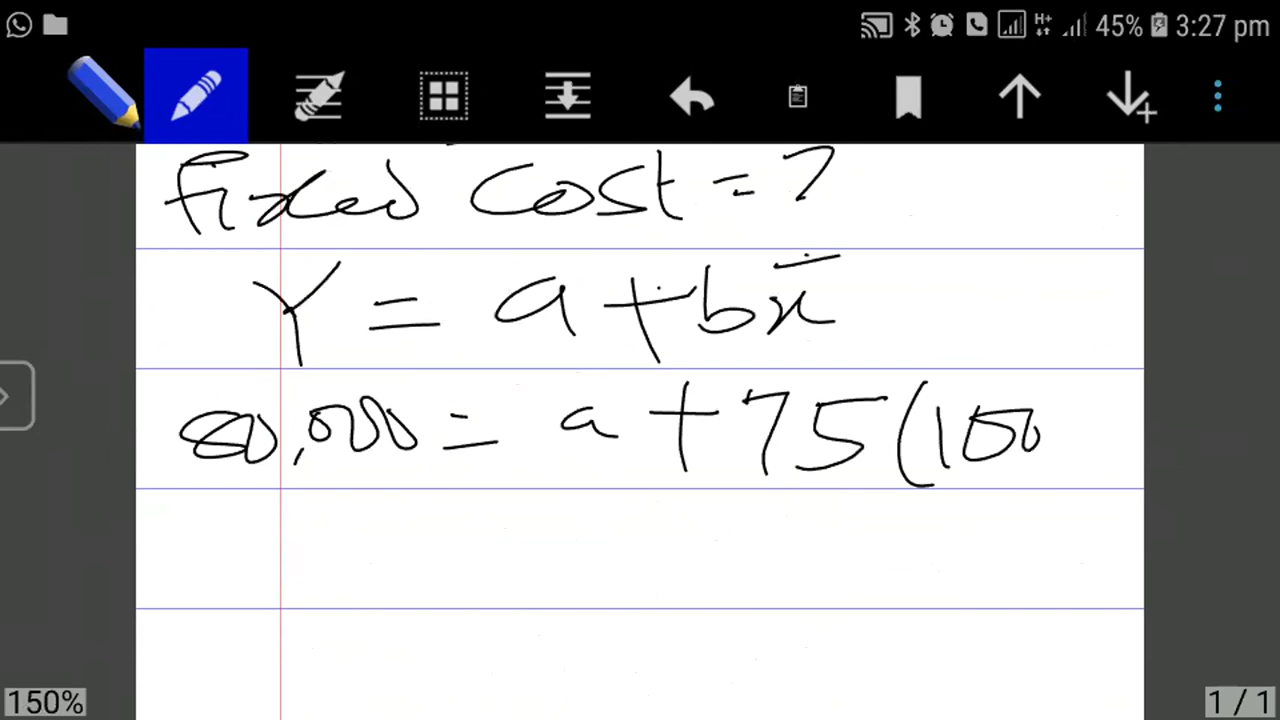 45% 3:27 pm
Fixed cost = ?
Y = a + bx̄
80,000 = a + 75(100
150% 1 / 1